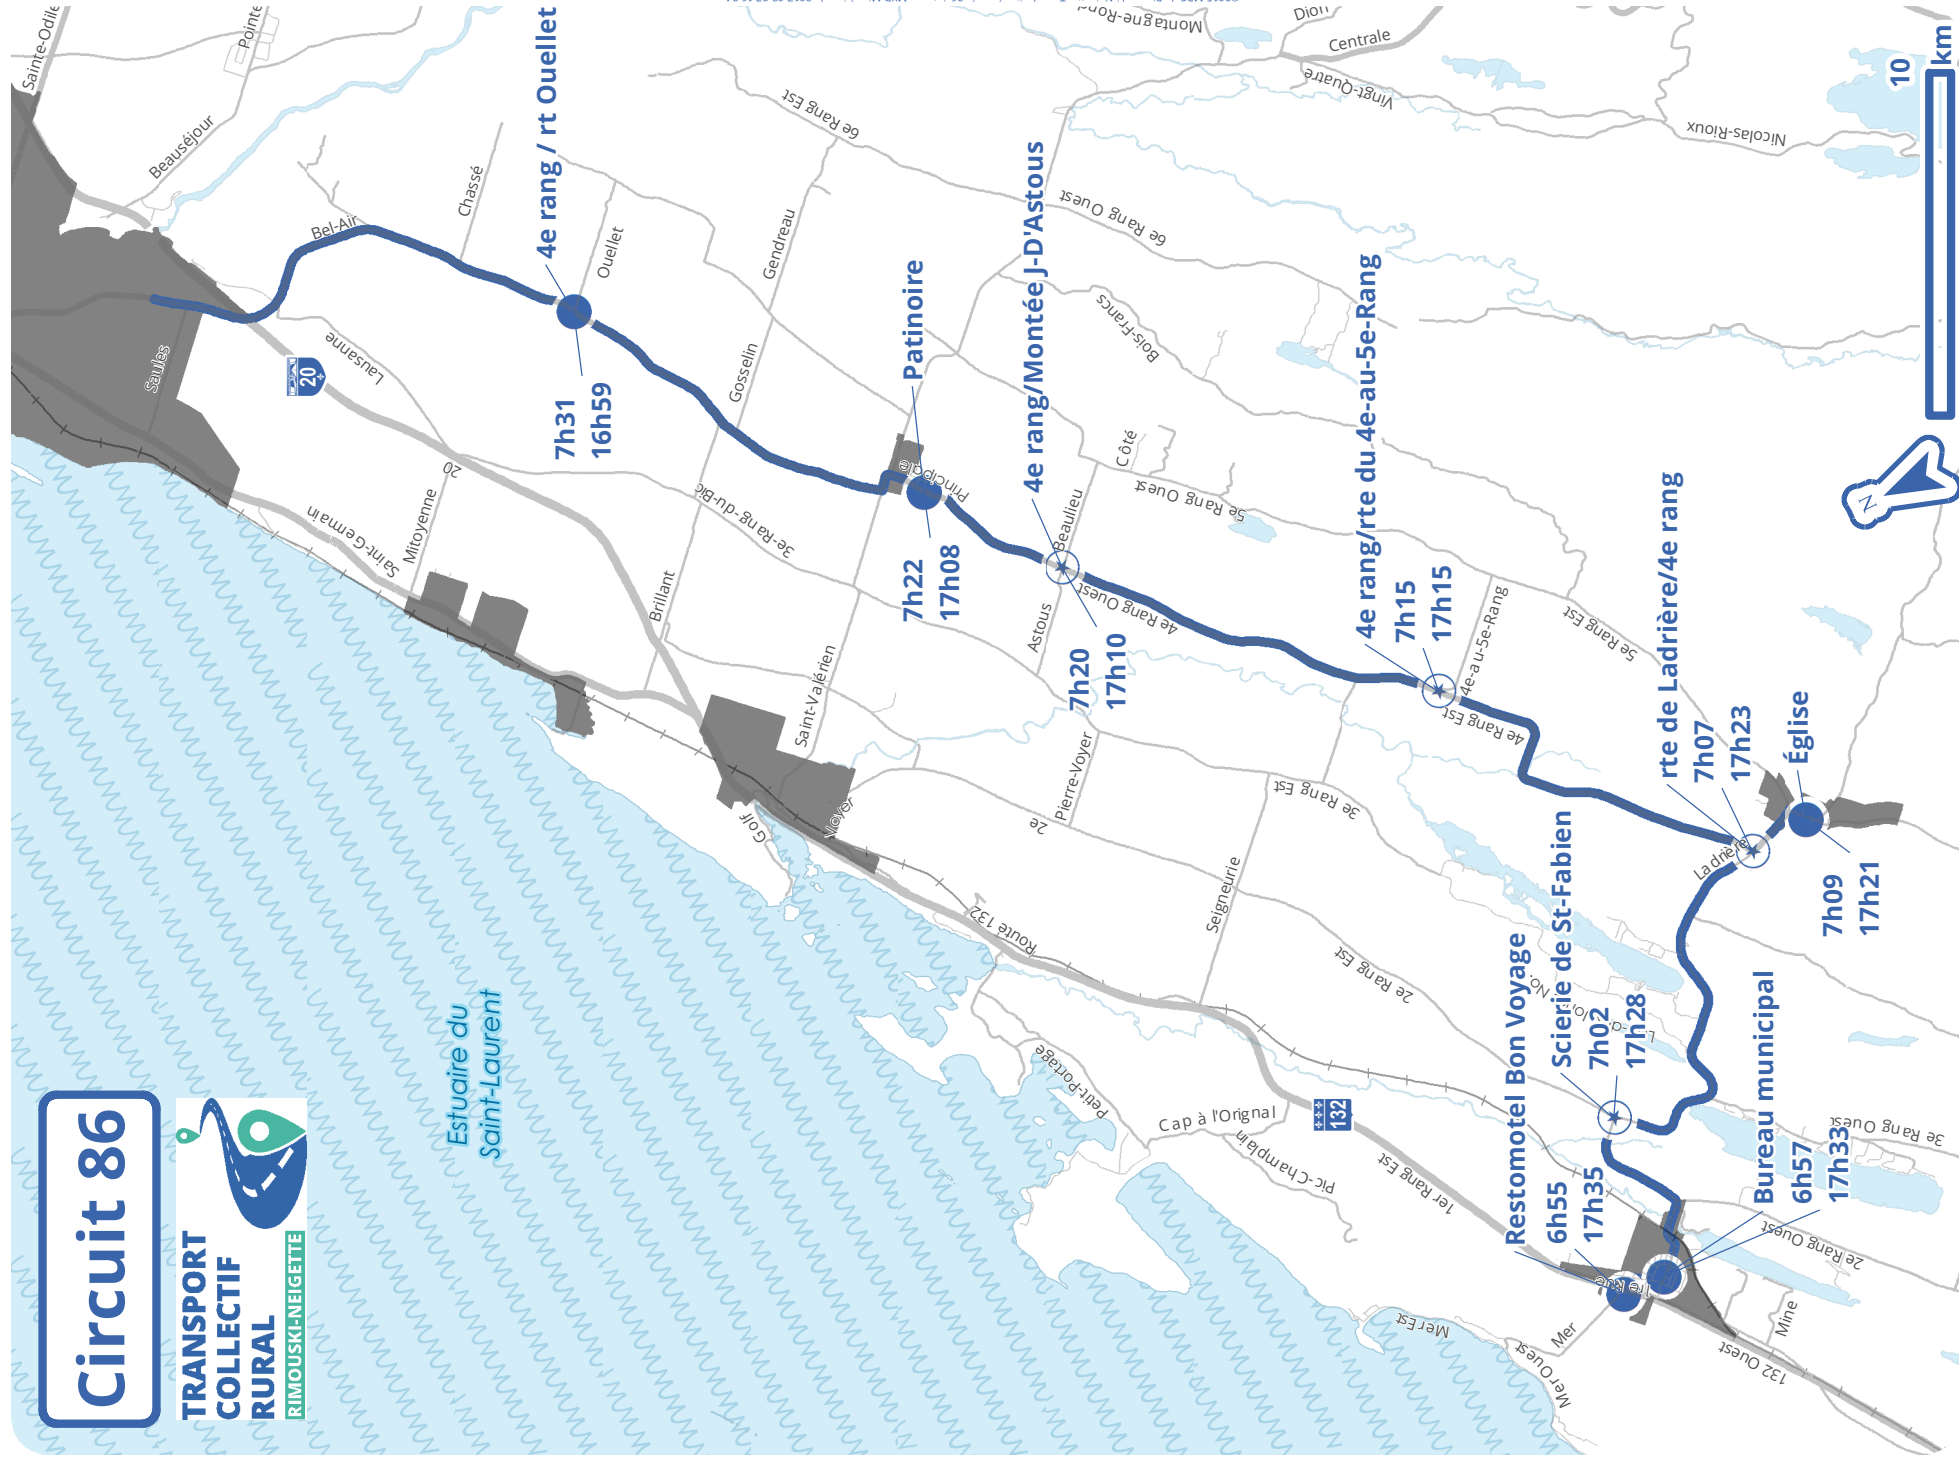 Circuit 86
TRANSPORT
COLLECTIF
RURAL
RIMOUSKI-NEIGETTE
Estuaire du
Saint-Laurent
4e rang / rt Ouellet
7h31
16h59
Patinoire
7h22
17h08
4e rang/Montée J-D'Astous
7h20
17h10
4e rang/rte du 4e-au-5e-Rang
7h15
17h15
rte de Ladrière/4e rang
7h07
17h23
Église
7h09
17h21
Scierie de St-Fabien
7h02
17h28
Restomotel Bon Voyage
6h55
17h35
Bureau municipal
6h57
17h33
10
km
N
20
132
Sainte-Odile
Pointe
Beauséjour
Bel-Air
Chassé
Ouellet
Gendreau
6e Rang Est
6e Rang Ouest
Montagne-Rond
Dion
Centrale
Vingt-Quatre
Nicolas-Rioux
Saules
Lausanne
Gosselin
Principale
Bois-Francs
Côté
Beaulieu
5e Rang Ouest
Saint-Germain
Mitoyenne
20
3e-Rang-du-Bic
Brillant
Saint-Valérien
Astous
4e Rang Ouest
4e-au-5e-Rang
4e Rang Est
5e Rang Est
Voyer
Golf
Pierre-Voyer
2e
3e Rang Est
Ladrière
Route 132
Seigneurie
2e Rang Est
Petit-Portage
Cap à l'Orignal
Pic-Champlain
1er Rang Est
3e Rang Ouest
2e Rang Ouest
1re Rue
Mer Est
Mer
Mer Ouest
Mine
132 Ouest